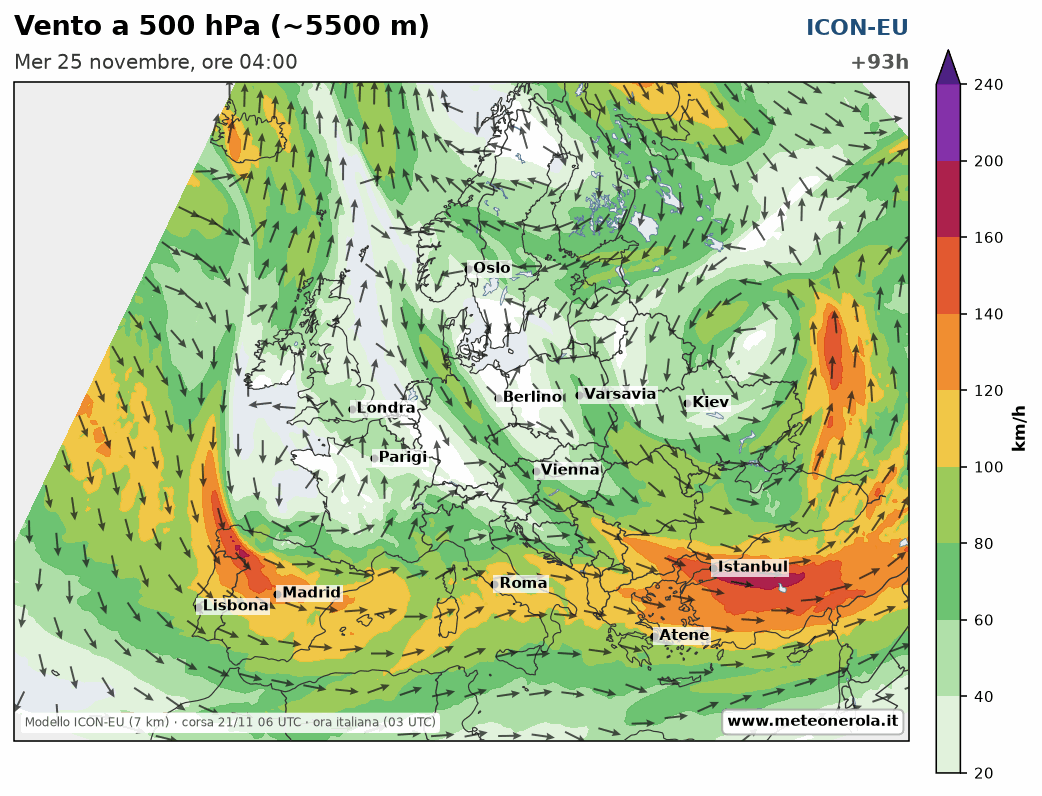 Vento a 500 hPa (~5500 m)
ICON-EU
Mer 25 novembre, ore 04:00
+93h
240
200
160
140
120
100
80
60
40
20
km/h
Oslo
Berlino
Varsavia
Kiev
Londra
Parigi
Vienna
Istanbul
Roma
Madrid
Lisbona
Atene
Modello ICON-EU (7 km) · corsa 21/11 06 UTC · ora italiana (03 UTC)
www.meteonerola.it